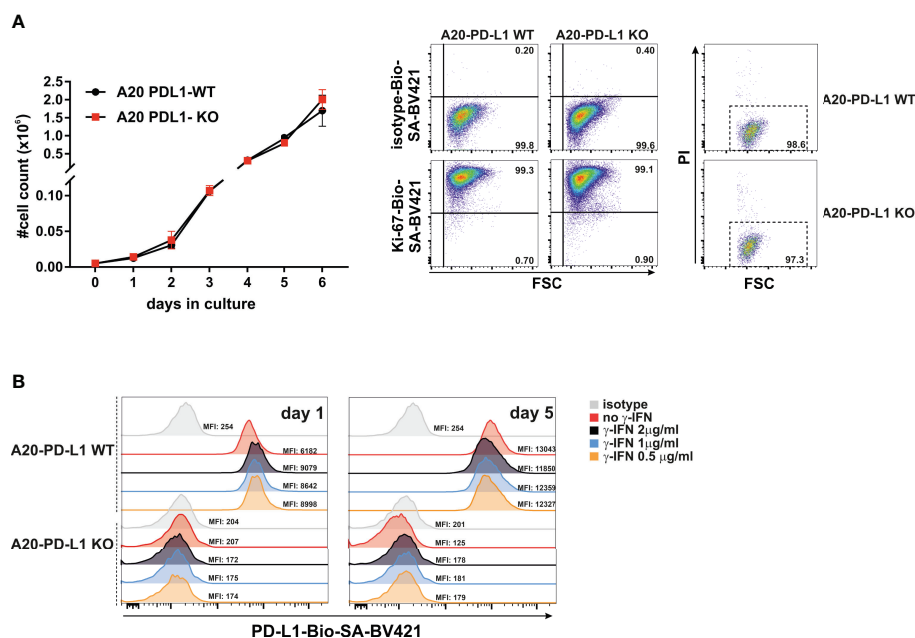 A
A20 PDL1-WT
A20 PDL1- KO
#cell count (x10⁶)
2.5
2.0
1.5
1.0
0.5
0.10
0.05
0.00
0 1 2 3 4 5 6
days in culture
A20-PD-L1 WT
A20-PD-L1 KO
isotype-Bio-
SA-BV421
0.20
99.8
0.40
99.6
Ki-67-Bio-
SA-BV421
99.3
0.70
99.1
0.90
FSC
PI
98.6
A20-PD-L1 WT
97.3
A20-PD-L1 KO
FSC
B
A20-PD-L1 WT
A20-PD-L1 KO
day 1
MFI: 254
MFI: 6182
MFI: 9079
MFI: 8642
MFI: 8998
MFI: 204
MFI: 207
MFI: 172
MFI: 175
MFI: 174
day 5
MFI: 254
MFI: 13043
MFI: 11850
MFI: 12359
MFI: 12327
MFI: 201
MFI: 125
MFI: 178
MFI: 181
MFI: 179
PD-L1-Bio-SA-BV421
isotype
no γ-IFN
γ-IFN 2μg/ml
γ-IFN 1μg/ml
γ-IFN 0.5 μg/ml